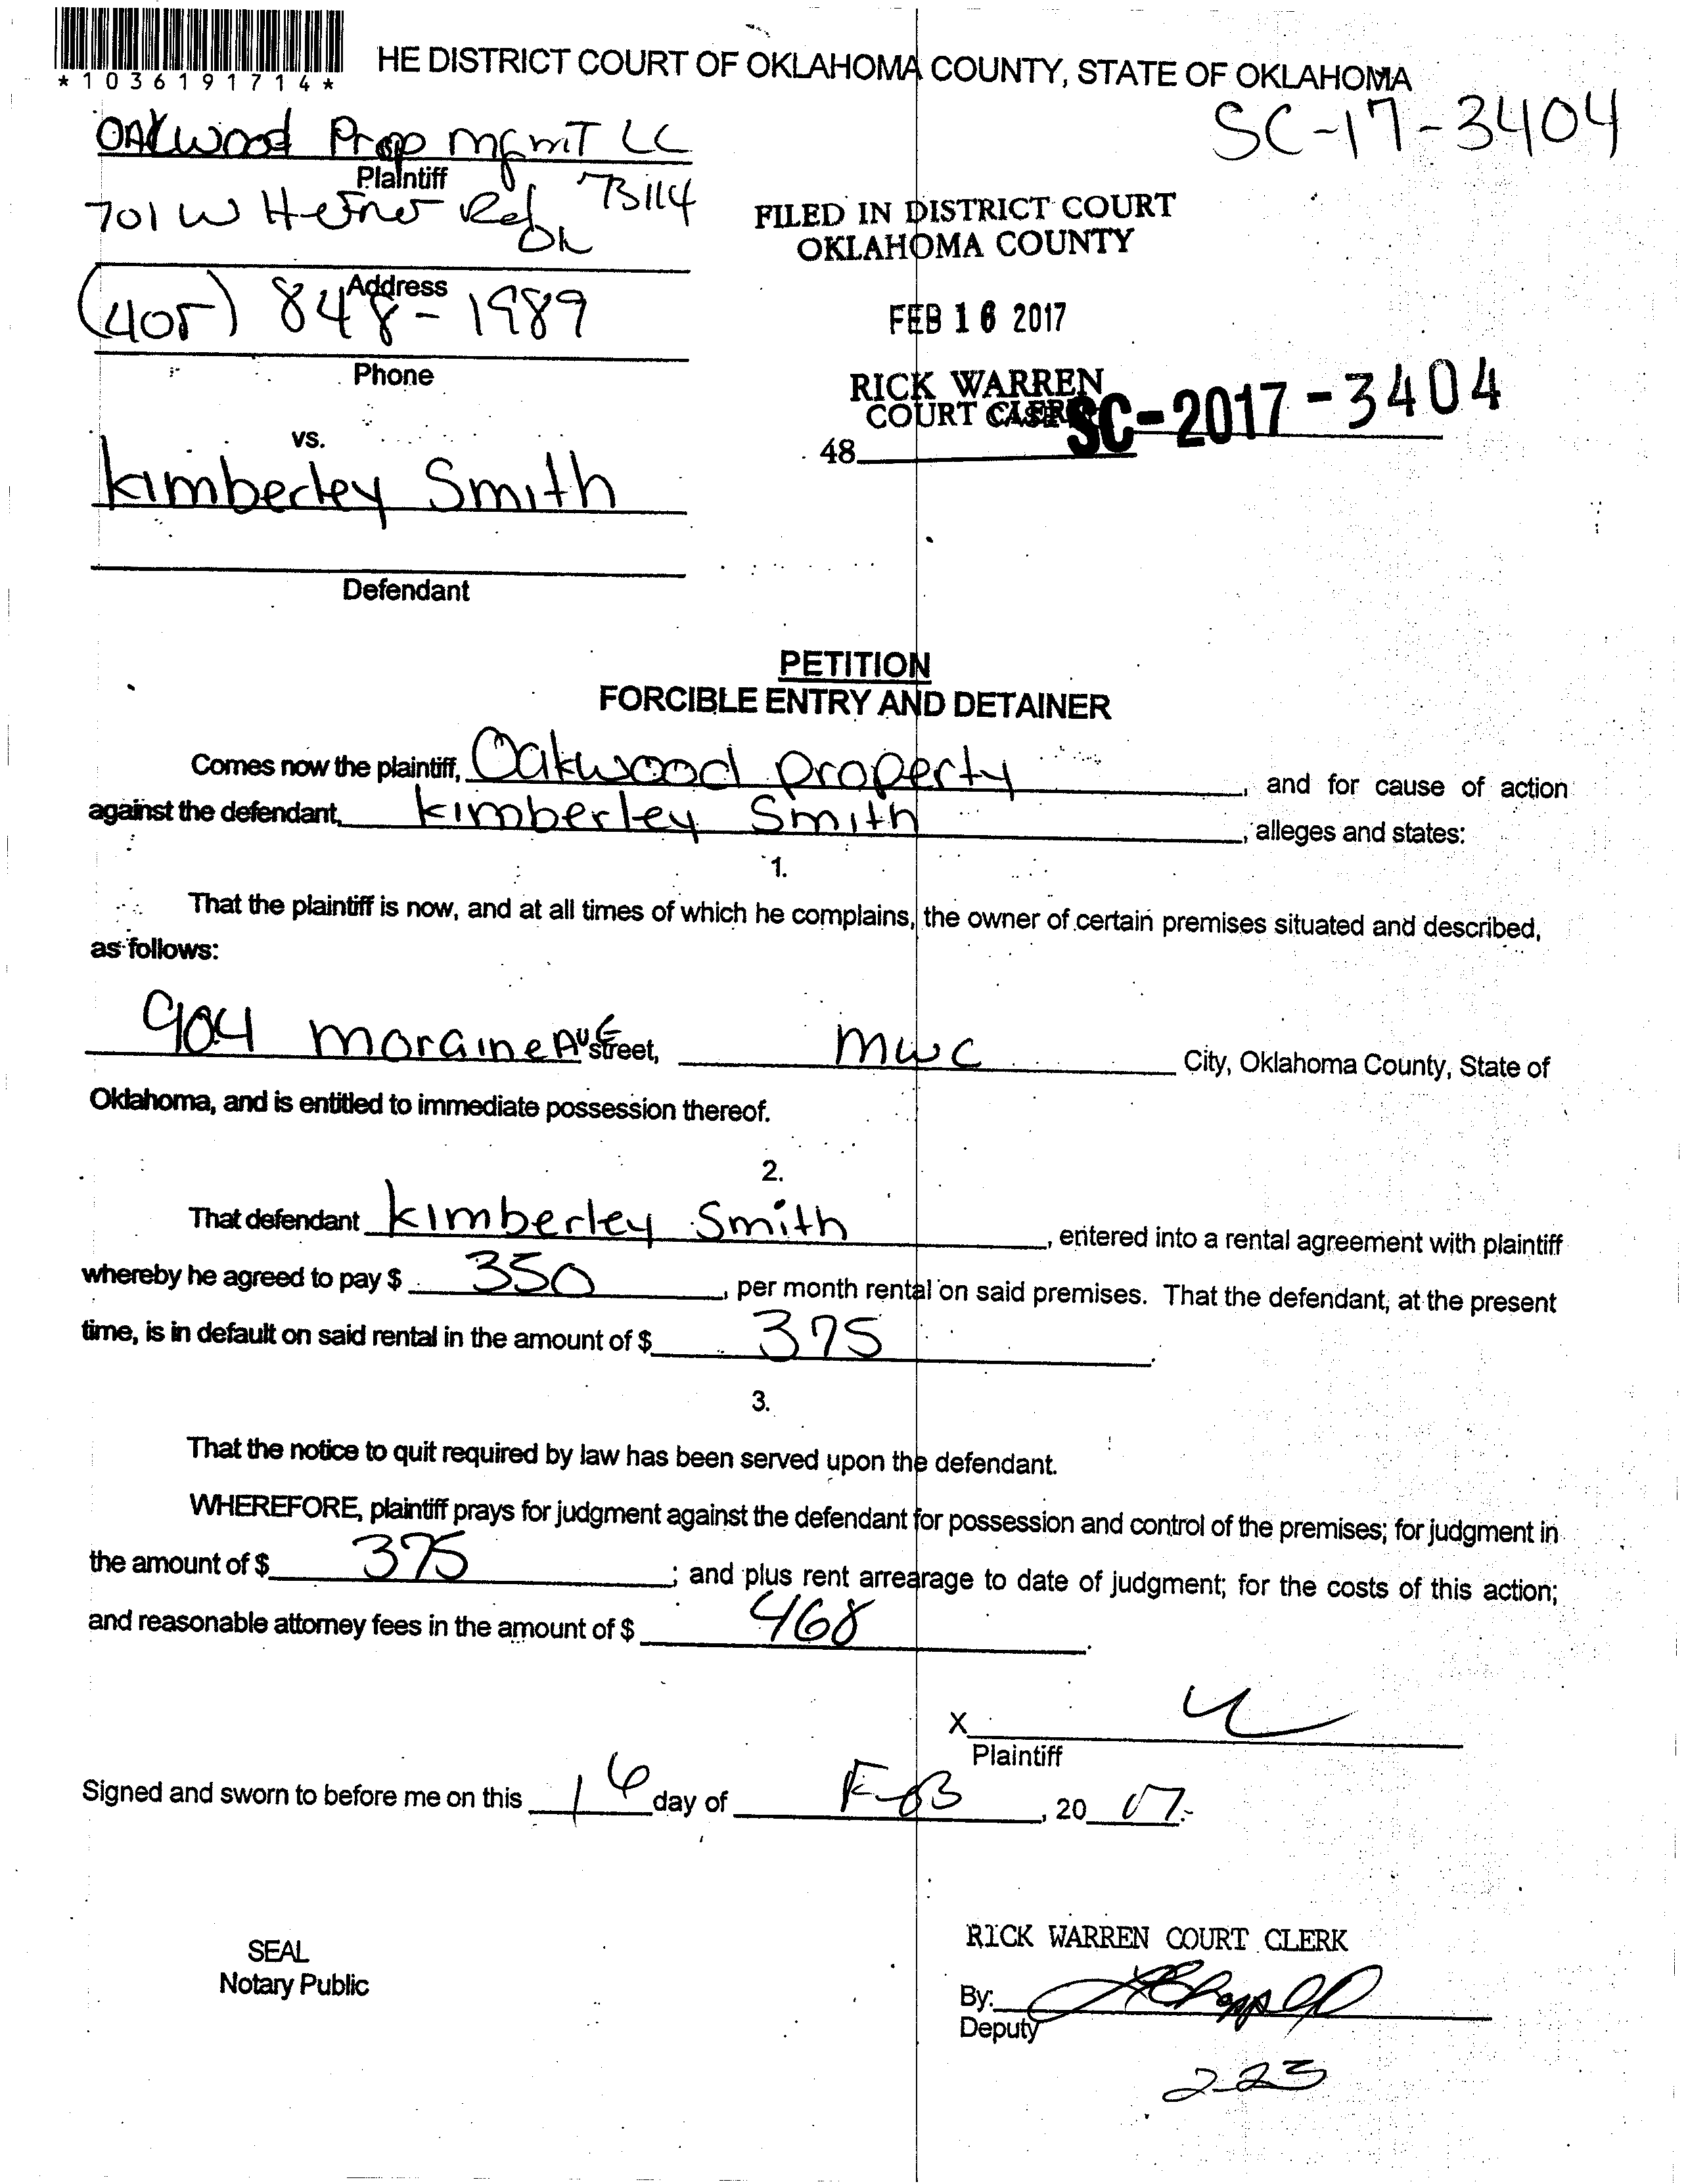 *1036191714*
HE DISTRICT COURT OF OKLAHOMA COUNTY, STATE OF OKLAHOMA
SC-17-3404
OAkwood Prop mgmT LC
Plaintiff
701 W Hefner Rd 73114
OK
Address
(405) 848-1989
Phone
FILED IN DISTRICT COURT
OKLAHOMA COUNTY
FEB 16 2017
RICK WARREN
COURT CLERK
48 SC-2017-3404
vs.
kimberley Smith
Defendant
PETITION
FORCIBLE ENTRY AND DETAINER
Comes now the plaintiff, Oakwood property, and for cause of action
against the defendant, kimberley Smith, alleges and states:
1.
That the plaintiff is now, and at all times of which he complains, the owner of certain premises situated and described,
as follows:
904 moraine AVE street, mwc City, Oklahoma County, State of
Oklahoma, and is entitled to immediate possession thereof.
2.
That defendant kimberley Smith, entered into a rental agreement with plaintiff
whereby he agreed to pay $ 350, per month rental on said premises. That the defendant, at the present
time, is in default on said rental in the amount of $ 375.
3.
That the notice to quit required by law has been served upon the defendant.
WHEREFORE, plaintiff prays for judgment against the defendant for possession and control of the premises; for judgment in
the amount of $ 375; and plus rent arrearage to date of judgment; for the costs of this action;
and reasonable attorney fees in the amount of $ 468.
X
Plaintiff
Signed and sworn to before me on this 16 day of FEB, 20 17.
SEAL
Notary Public
RICK WARREN COURT CLERK
By:
Deputy
2-23